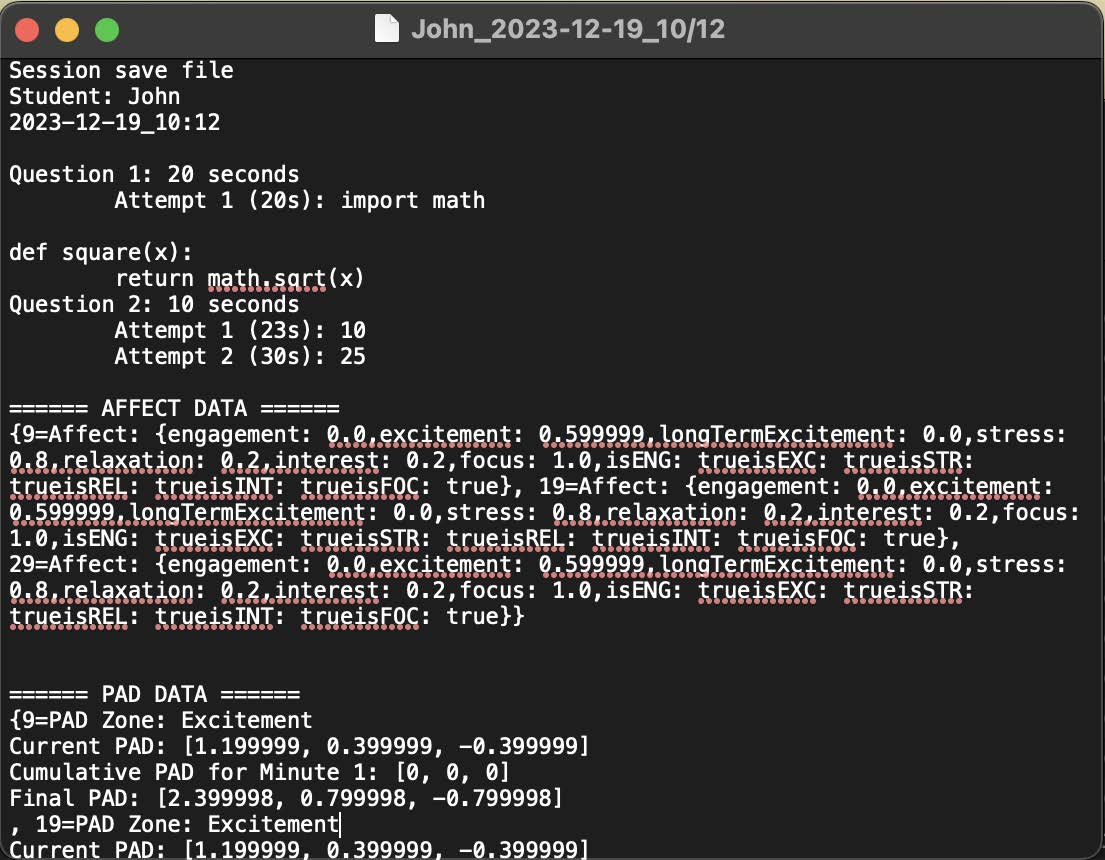 John_2023-12-19_10/12
Session save file
Student: John
2023-12-19_10:12
Question 1: 20 seconds
Attempt 1 (20s): import math
def square(x):
return math.sqrt(x)
Question 2: 10 seconds
Attempt 1 (23s): 10
Attempt 2 (30s): 25
====== AFFECT DATA ======
{9=Affect: {engagement: 0.0,excitement: 0.599999,longTermExcitement: 0.0,stress:
0.8,relaxation: 0.2,interest: 0.2,focus: 1.0,isENG: trueisEXC: trueisSTR:
trueisREL: trueisINT: trueisFOC: true}, 19=Affect: {engagement: 0.0,excitement:
0.599999,longTermExcitement: 0.0,stress: 0.8,relaxation: 0.2,interest: 0.2,focus:
1.0,isENG: trueisEXC: trueisSTR: trueisREL: trueisINT: trueisFOC: true},
29=Affect: {engagement: 0.0,excitement: 0.599999,longTermExcitement: 0.0,stress:
0.8,relaxation: 0.2,interest: 0.2,focus: 1.0,isENG: trueisEXC: trueisSTR:
trueisREL: trueisINT: trueisFOC: true}}
====== PAD DATA ======
{9=PAD Zone: Excitement
Current PAD: [1.199999, 0.399999, -0.399999]
Cumulative PAD for Minute 1: [0, 0, 0]
Final PAD: [2.399998, 0.799998, -0.799998]
, 19=PAD Zone: Excitement
Current PAD: [1.199999, 0.399999, -0.399999]